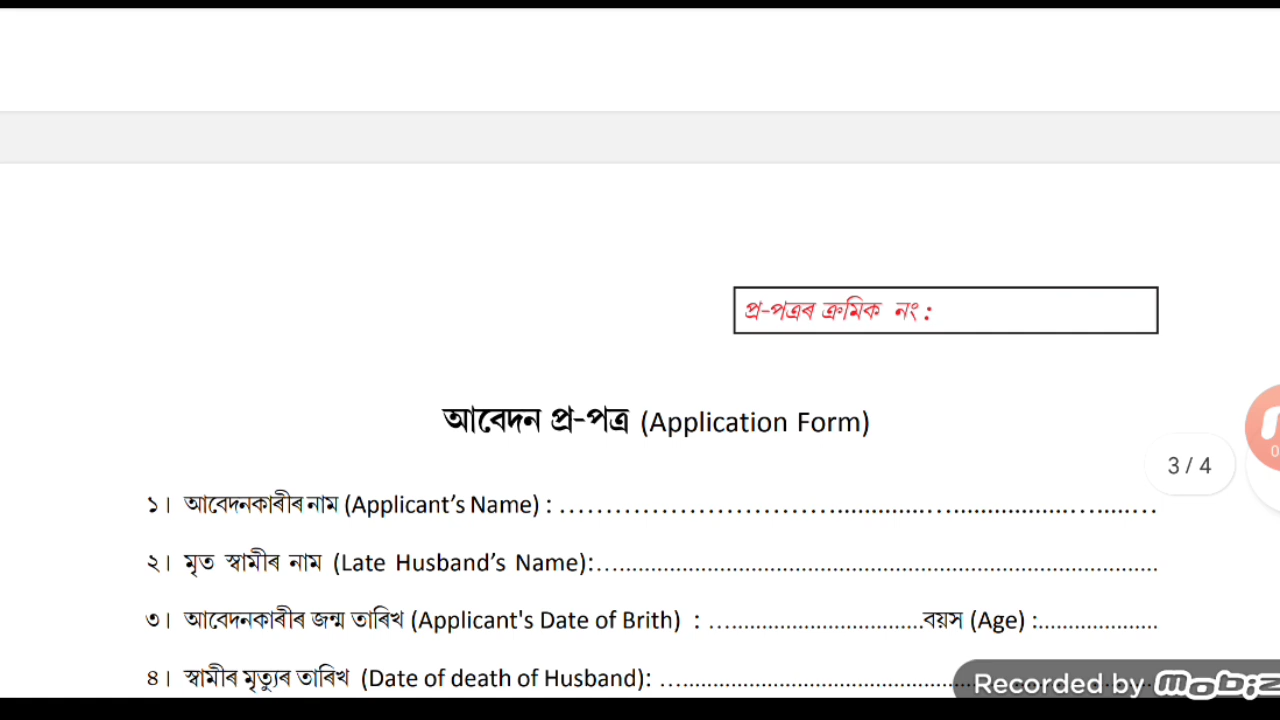 প্ৰ-পত্ৰৰ ক্ৰমিক নং :
আবেদন প্ৰ-পত্ৰ (Application Form)
3 / 4
১। আবেদনকাৰীৰ নাম (Applicant’s Name) : ………………………………..............….....................…......…
২। মৃত স্বামীৰ নাম (Late Husband’s Name):…..........................................................................................
৩। আবেদনকাৰীৰ জন্ম তাৰিখ (Applicant's Date of Brith) : ….................................বয়স (Age) :.....................
৪। স্বামীৰ মৃত্যুৰ তাৰিখ (Date of death of Husband): …..............................................
Recorded by